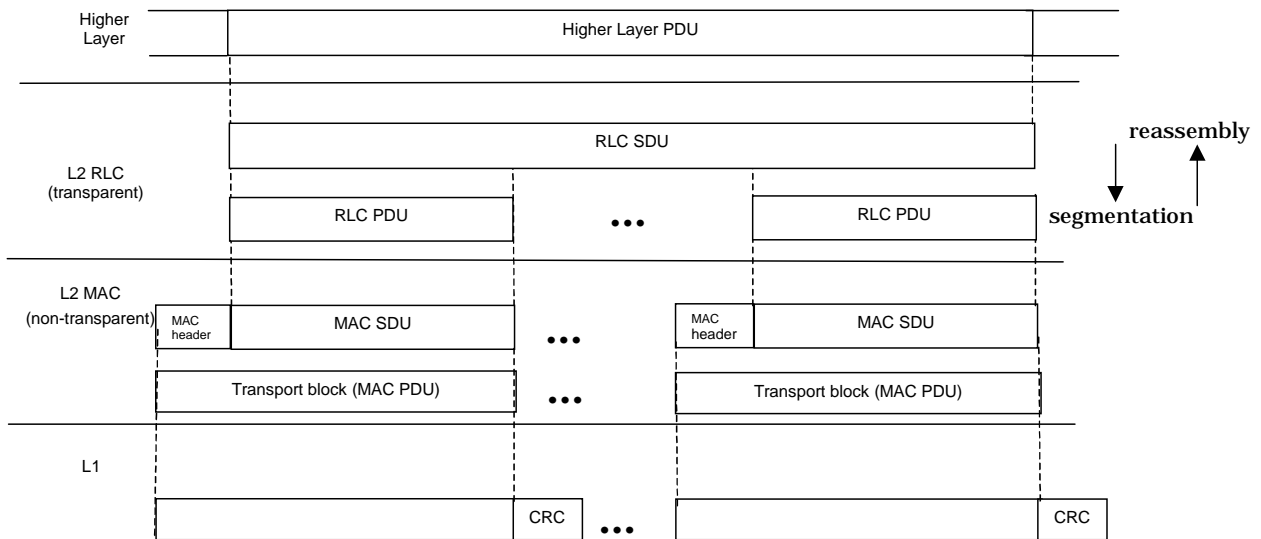 Higher
Layer
Higher Layer PDU
RLC SDU
reassembly
L2 RLC
(transparent)
RLC PDU
•••
RLC PDU
segmentation
L2 MAC
(non-transparent)
MAC
header
MAC SDU
•••
MAC
header
MAC SDU
Transport block (MAC PDU)
•••
Transport block (MAC PDU)
L1
CRC
•••
CRC